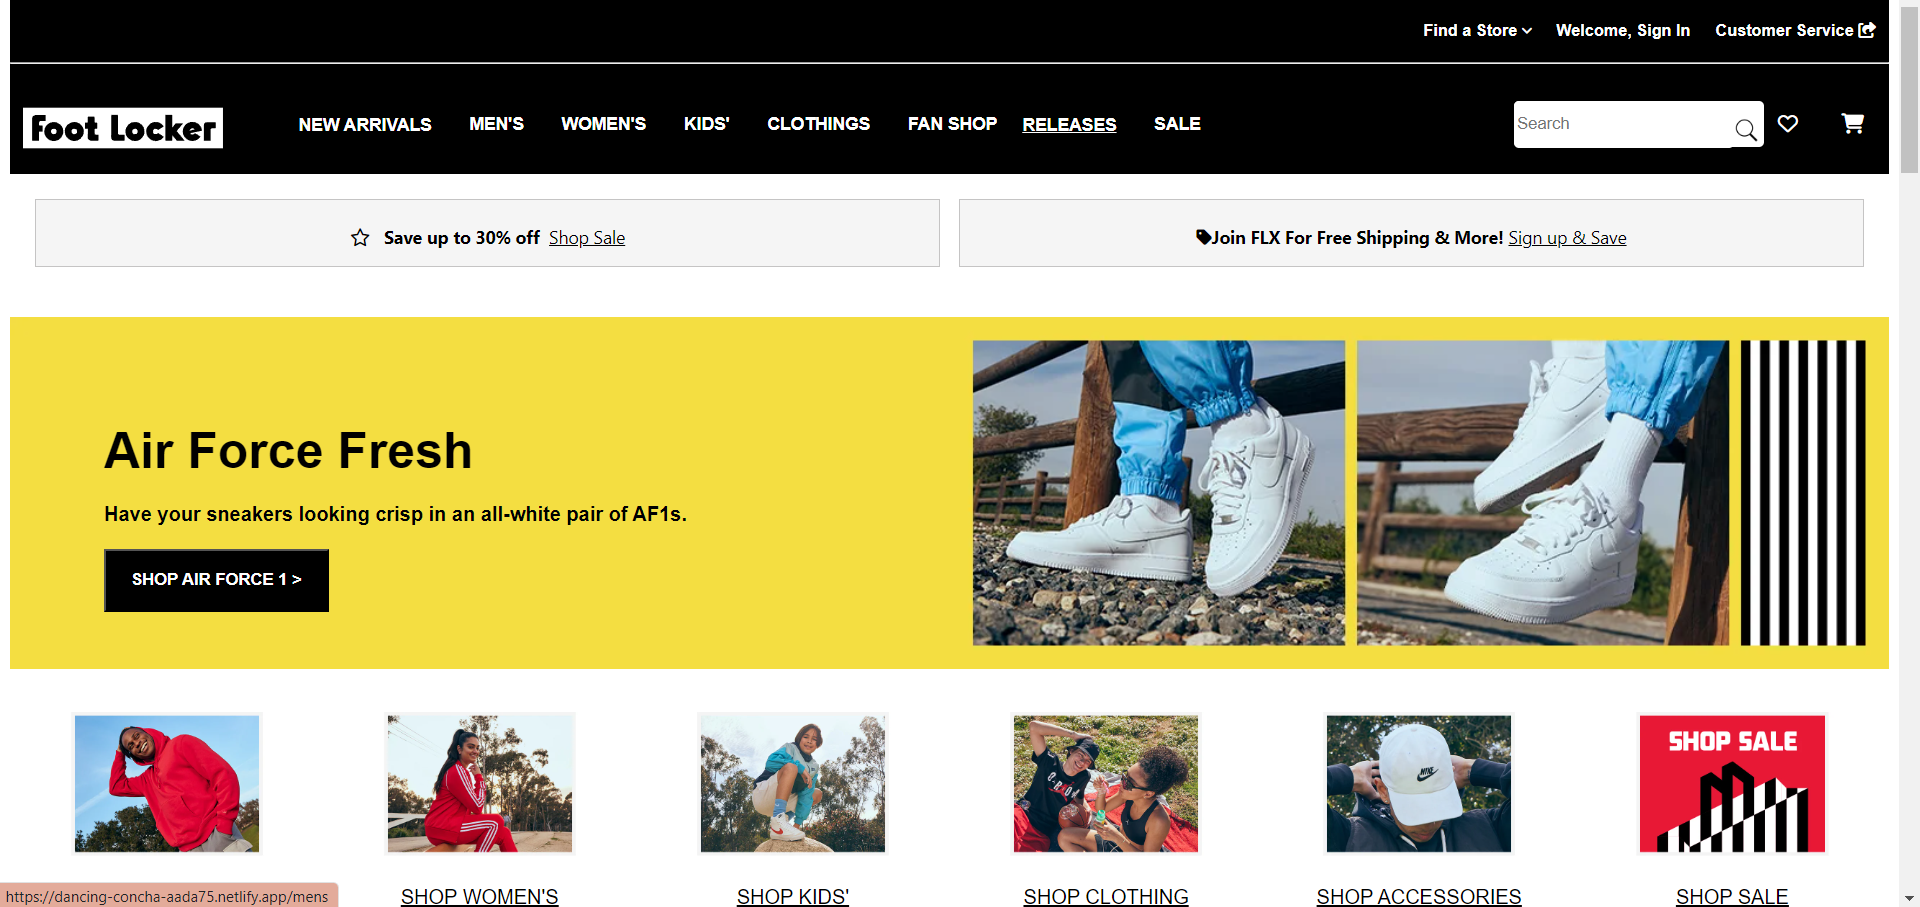 Find a Store Welcome, Sign In Customer Service
Foot Locker NEW ARRIVALS MEN'S WOMEN'S KIDS' CLOTHINGS FAN SHOP RELEASES SALE Search
Save up to 30% off Shop Sale
Join FLX For Free Shipping & More! Sign up & Save
Air Force Fresh
Have your sneakers looking crisp in an all-white pair of AF1s.
SHOP AIR FORCE 1 >
NIKE
SHOP SALE
https://dancing-concha-aada75.netlify.app/mens
SHOP WOMEN'S SHOP KIDS' SHOP CLOTHING SHOP ACCESSORIES SHOP SALE